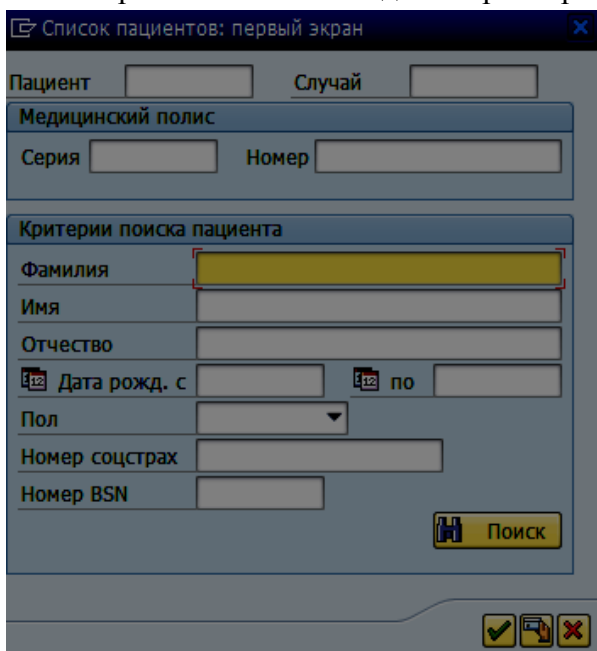 Список пациентов: первый экран
Пациент Случай
Медицинский полис
Серия Номер
Критерии поиска пациента
Фамилия
Имя
Отчество
Дата рожд. с по
Пол
Номер соцстрах
Номер BSN
Поиск